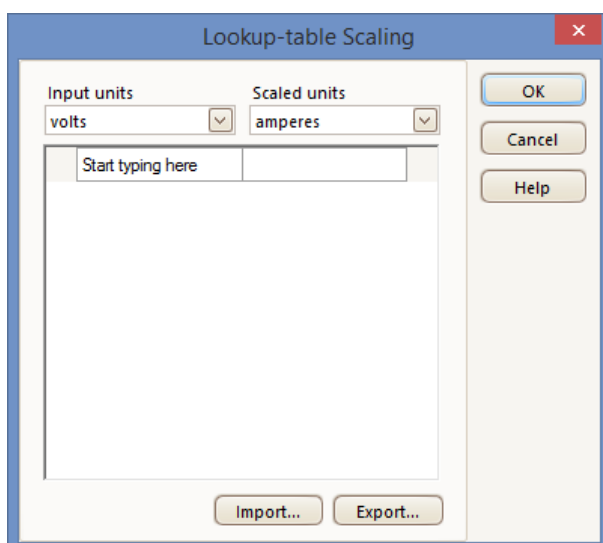 Lookup-table Scaling
Input units Scaled units
volts amperes
Start typing here
OK
Cancel
Help
Import... Export...